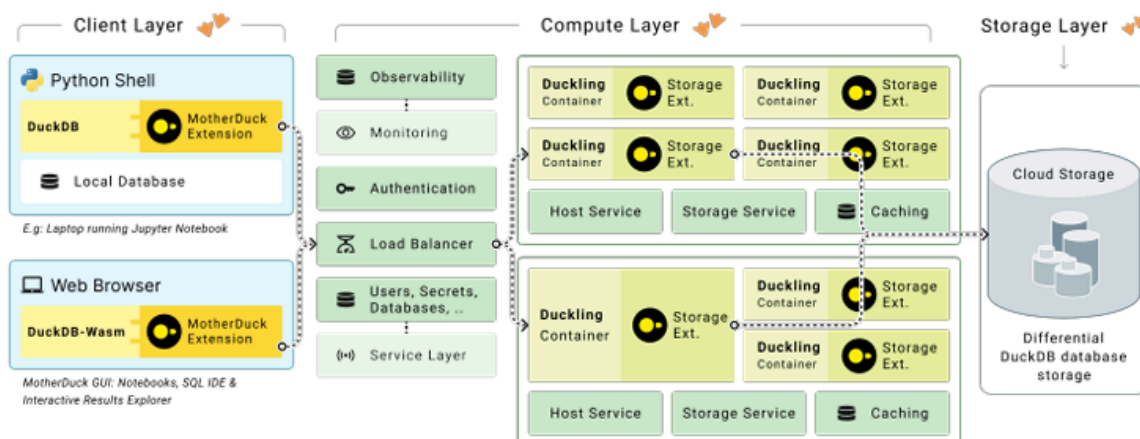 Client Layer
Compute Layer
Storage Layer
Python Shell
DuckDB
MotherDuck
Extension
Local Database
E.g: Laptop running Jupyter Notebook
Web Browser
DuckDB-Wasm
MotherDuck
Extension
MotherDuck GUI: Notebooks, SQL IDE &
Interactive Results Explorer
Observability
Monitoring
Authentication
Load Balancer
Users, Secrets,
Databases, ..
Service Layer
Duckling
Container
Storage
Ext.
Duckling
Container
Storage
Ext.
Duckling
Container
Storage
Ext.
Duckling
Container
Storage
Ext.
Host Service
Storage Service
Caching
Duckling
Container
Storage
Ext.
Duckling
Container
Storage
Ext.
Duckling
Container
Storage
Ext.
Host Service
Storage Service
Caching
Cloud Storage
Differential
DuckDB database
storage